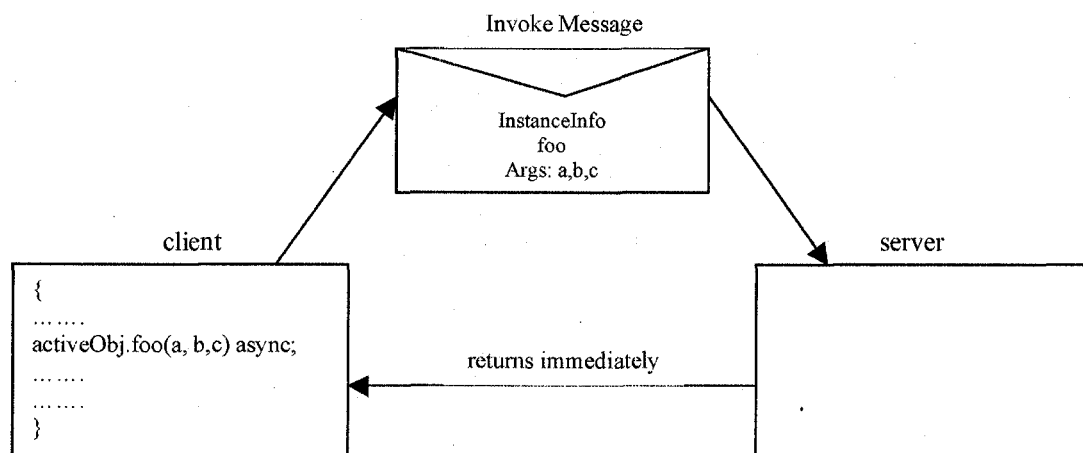 Invoke Message
InstanceInfo
foo
Args: a,b,c
client
server
{
.......
activeObj.foo(a, b,c) async;
.......
.......
}
returns immediately